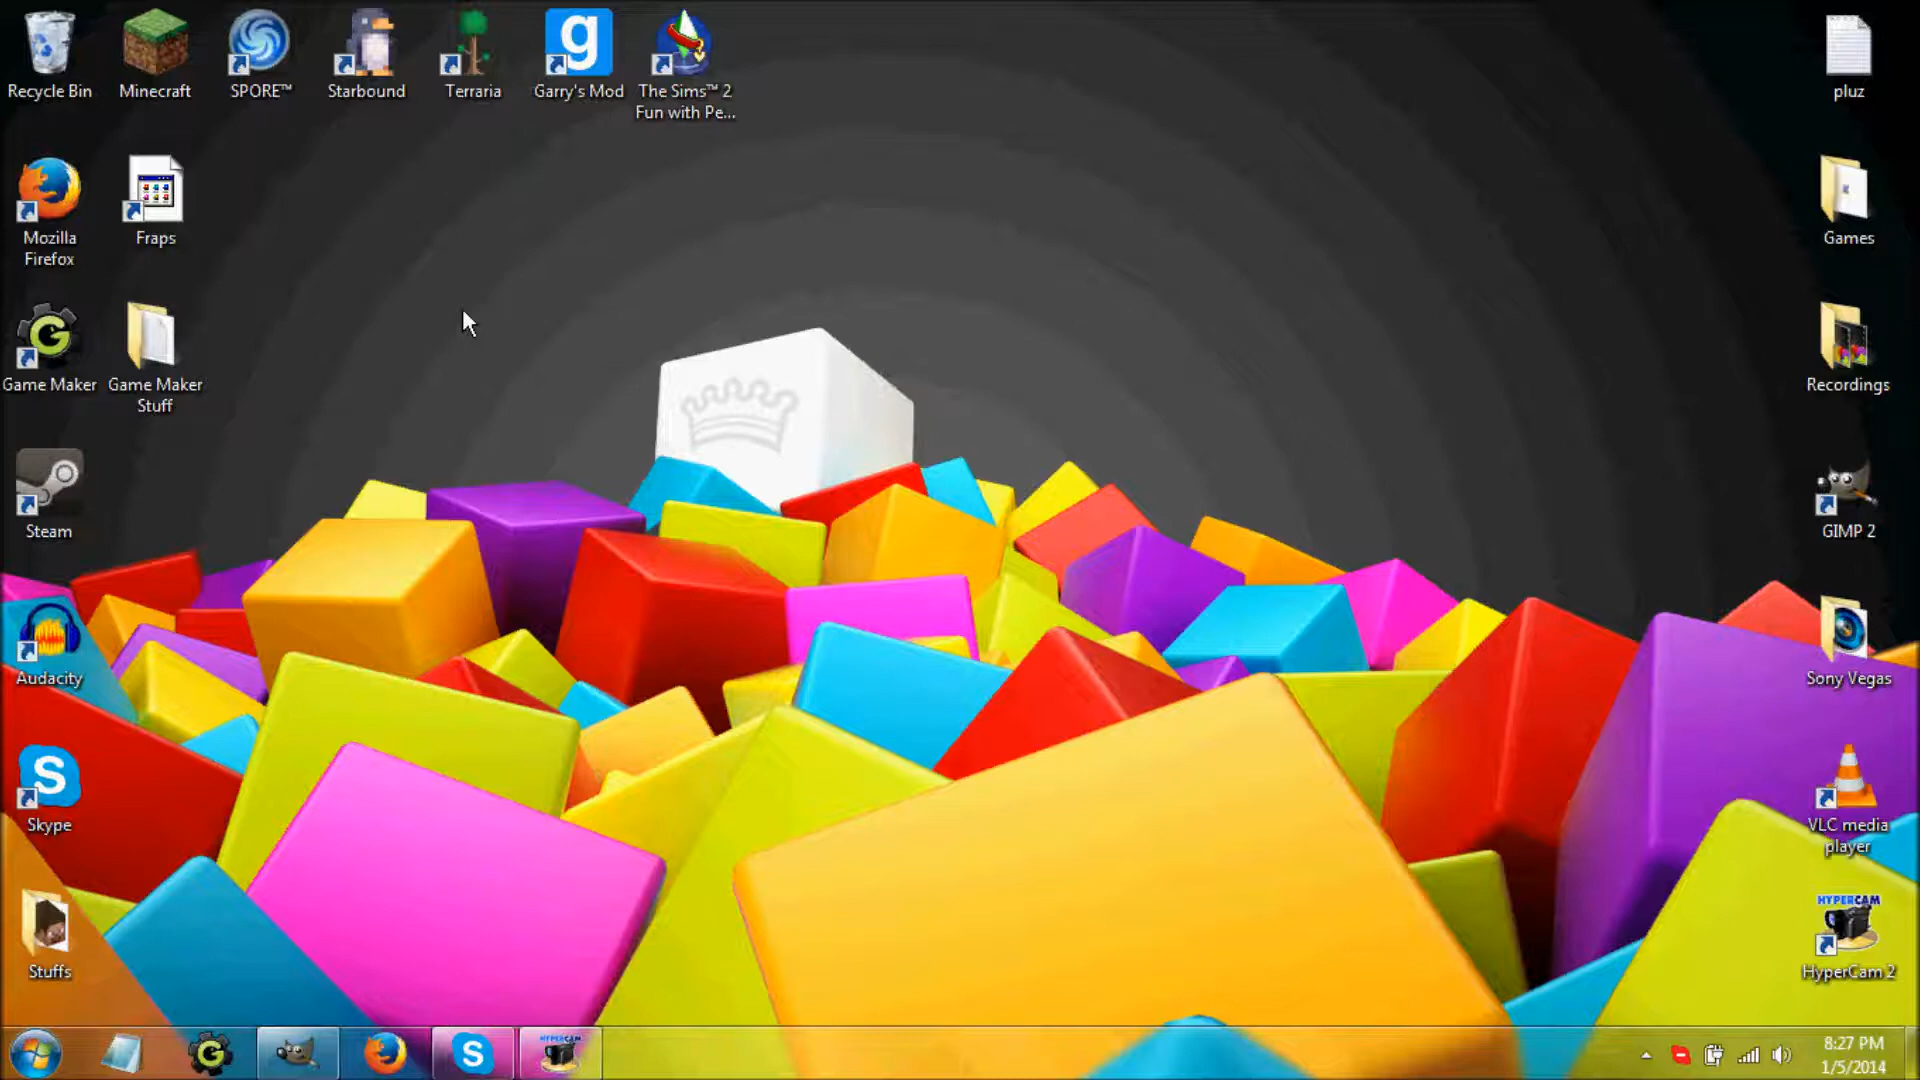 Recycle Bin
Minecraft
SPORE™
Starbound
Terraria
g
Garry's Mod
The Sims™ 2
Fun with Pe...
pluz
Mozilla
Firefox
Fraps
Games
Game Maker
Game Maker
Stuff
Recordings
Steam
GIMP 2
Audacity
Sony Vegas
Skype
VLC media
player
Stuffs
HYPERCAM
HyperCam 2
HYPERCAM
8:27 PM
1/5/2014